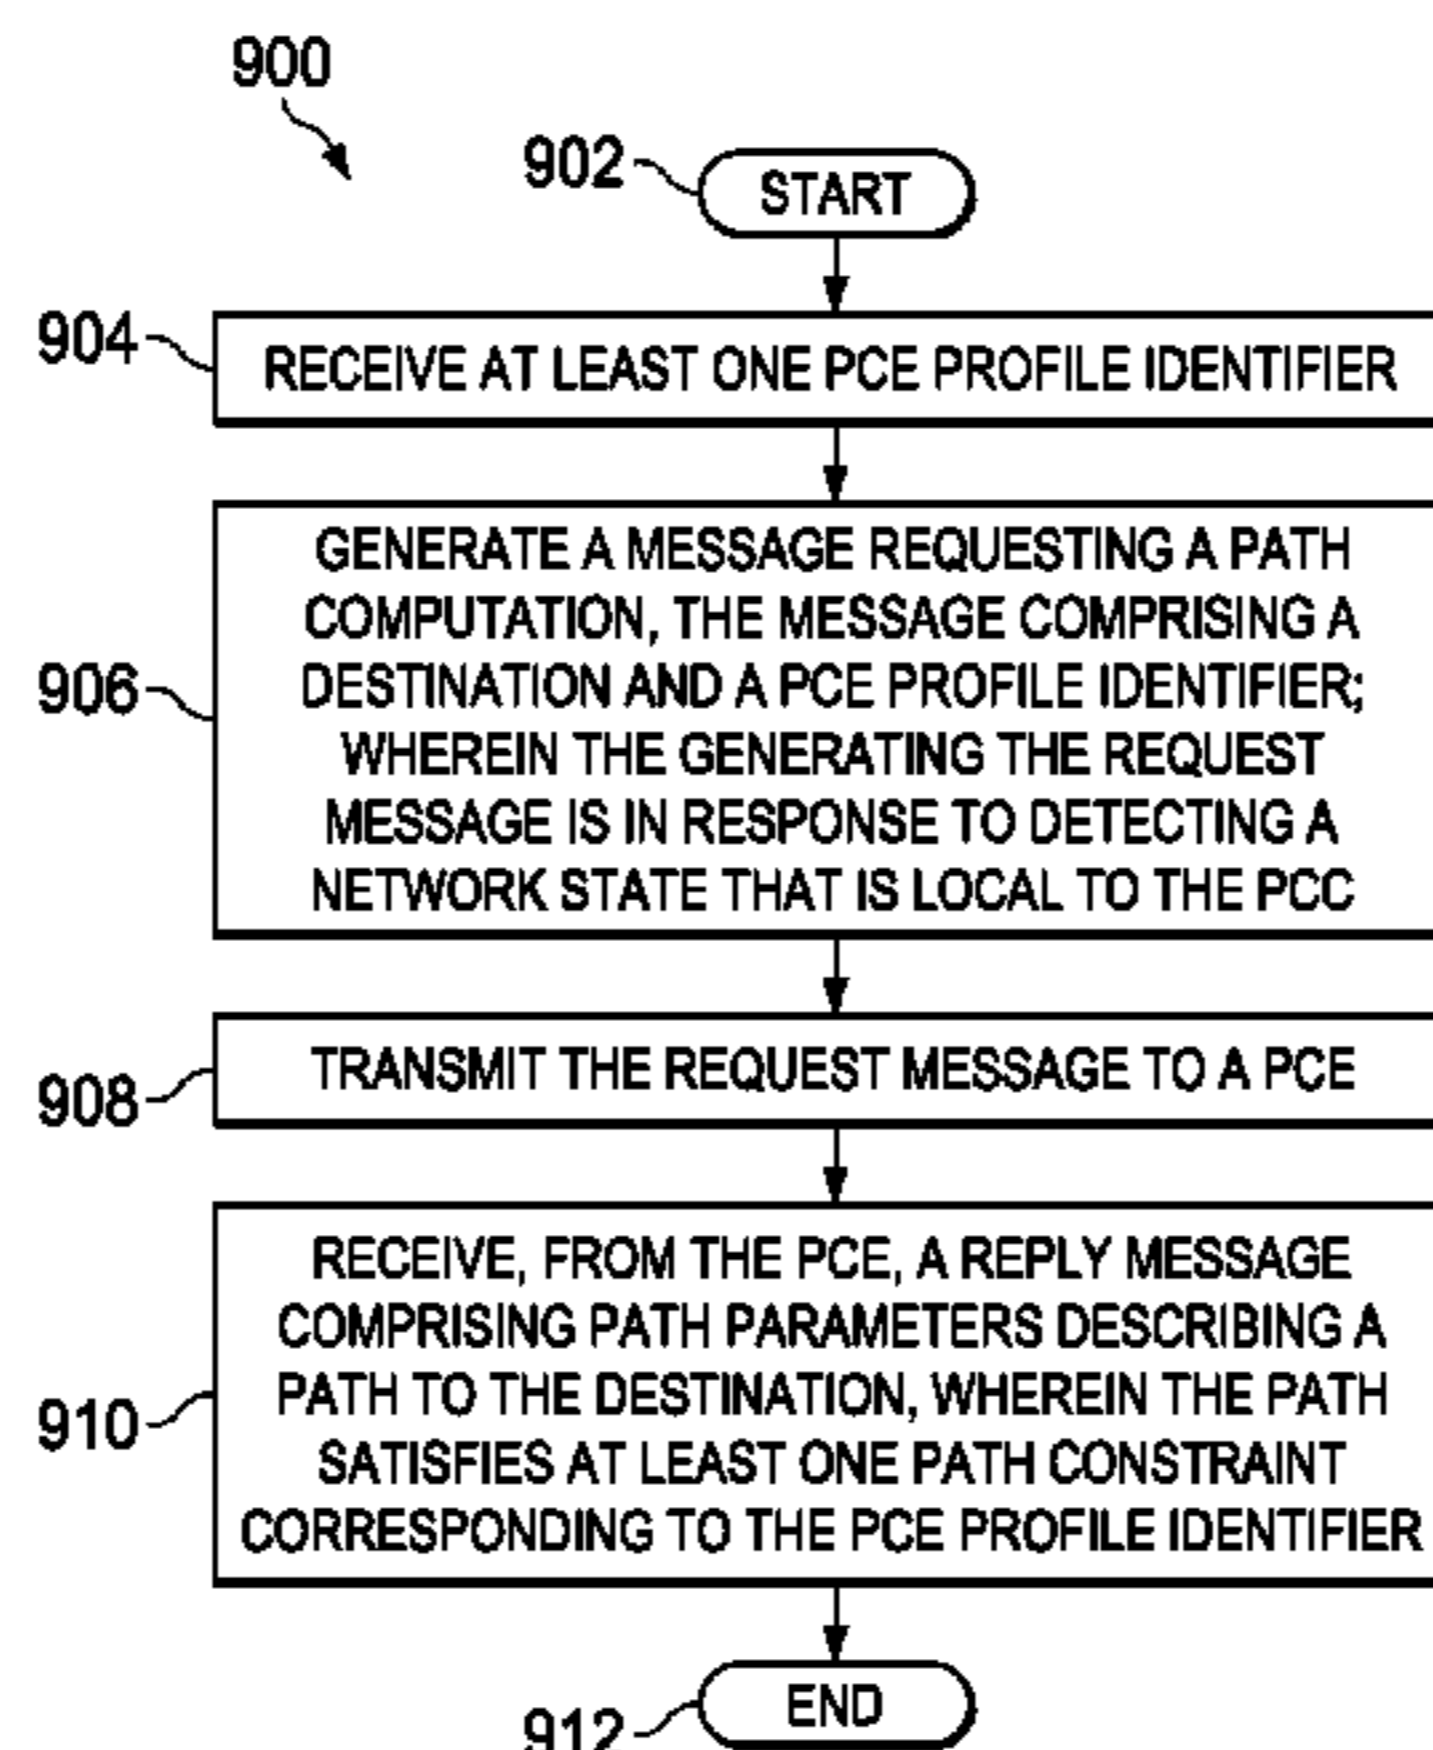 900
902
START
904
RECEIVE AT LEAST ONE PCE PROFILE IDENTIFIER
906
GENERATE A MESSAGE REQUESTING A PATH
COMPUTATION, THE MESSAGE COMPRISING A
DESTINATION AND A PCE PROFILE IDENTIFIER;
WHEREIN THE GENERATING THE REQUEST
MESSAGE IS IN RESPONSE TO DETECTING A
NETWORK STATE THAT IS LOCAL TO THE PCC
908
TRANSMIT THE REQUEST MESSAGE TO A PCE
910
RECEIVE, FROM THE PCE, A REPLY MESSAGE
COMPRISING PATH PARAMETERS DESCRIBING A
PATH TO THE DESTINATION, WHEREIN THE PATH
SATISFIES AT LEAST ONE PATH CONSTRAINT
CORRESPONDING TO THE PCE PROFILE IDENTIFIER
912
END